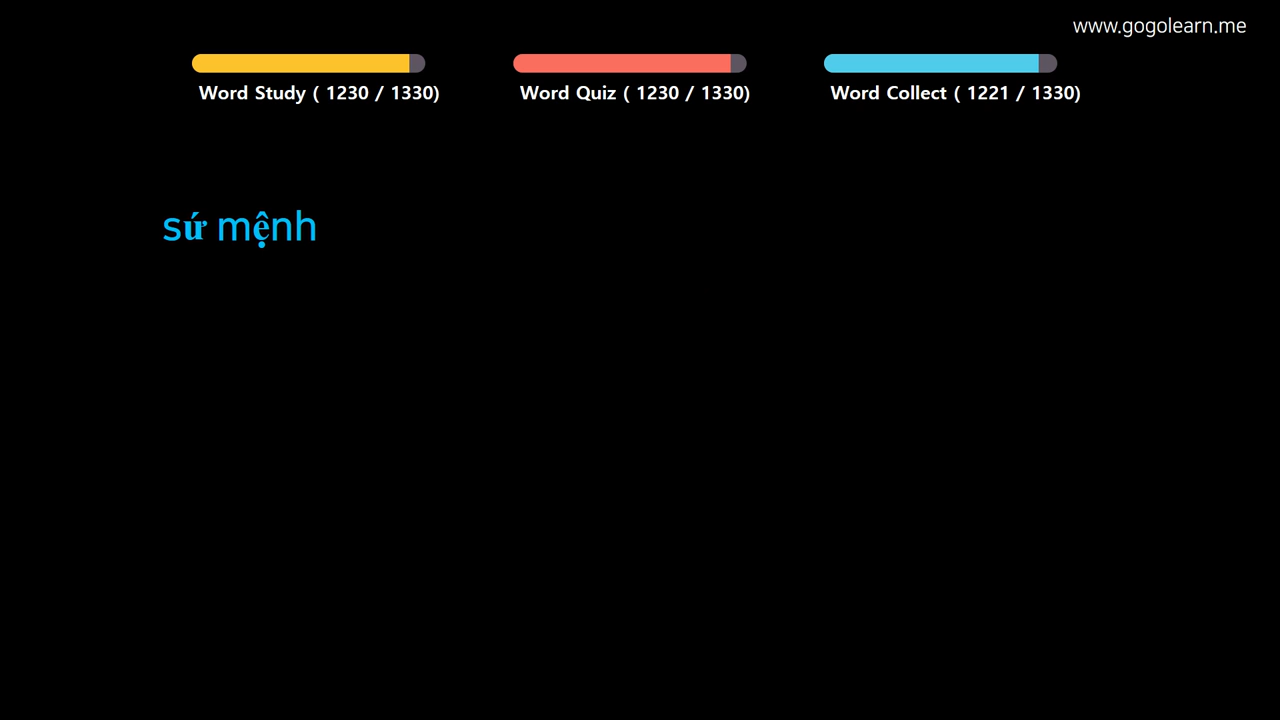 www.gogolearn.me
Word Study ( 1230 / 1330)
Word Quiz ( 1230 / 1330)
Word Collect ( 1221 / 1330)
sứ mệnh